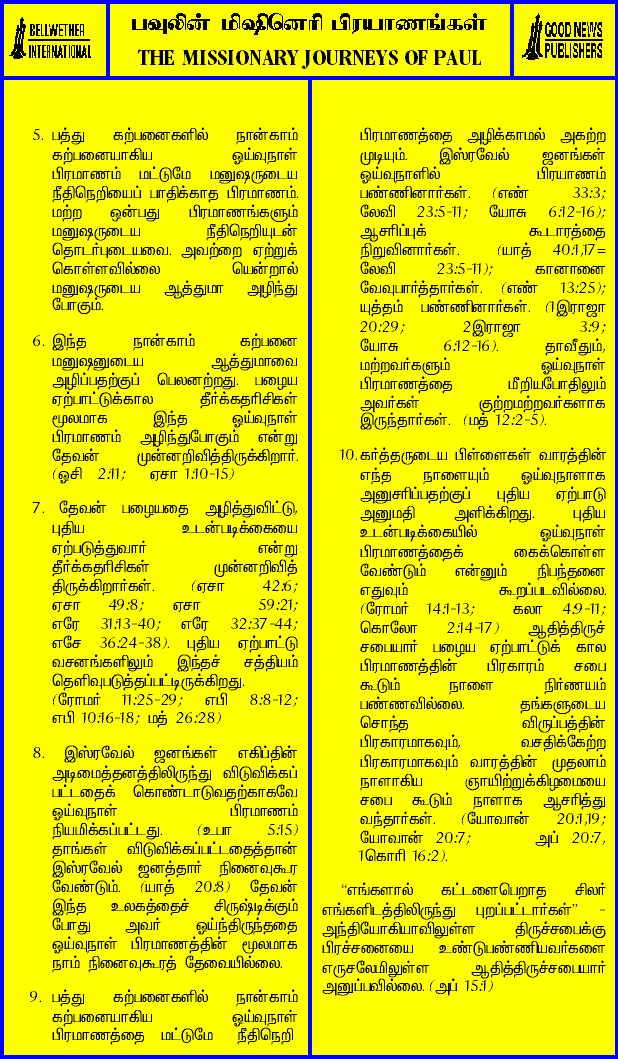 BELLWETHER
INTERNATIONAL
பவுலின் மிஷினெரி பிரயாணங்கள்
THE MISSIONARY JOURNEYS OF PAUL
GOOD NEWS
PUBLISHERS
5. பத்து கற்பனைகளில் நான்காம்
கற்பனையாகிய ஓய்வுநாள்
பிரமாணம் மட்டுமே மனுஷருடைய
நீதிநெறியைப் பாதிக்காத பிரமாணம்.
மற்ற ஒன்பது பிரமாணங்களும்
மனுஷருடைய நீதிநெறியுடன்
தொடர்புடையவை. அவற்றை ஏற்றுக்
கொள்ளவில்லை யென்றால்
மனுஷருடைய ஆத்துமா அழிந்து
போகும்.
6. இந்த நான்காம் கற்பனை
மனுஷனுடைய ஆத்துமாவை
அழிப்பதற்குப் பெலனற்றது. பழைய
ஏற்பாட்டுக்கால தீர்க்கதரிசிகள்
மூலமாக இந்த ஓய்வுநாள்
பிரமாணம் அழிந்துபோகும் என்று
தேவன் முன்னறிவித்திருக்கிறார்.
(ஓசி 2:11; ஏசா 1:10-15)
7. தேவன் பழையதை அழித்துவிட்டு,
புதிய உடன்படிக்கையை
ஏற்படுத்துவார் என்று
தீர்க்கதரிசிகள் முன்னறிவித்
திருக்கிறார்கள். (ஏசா 42:6;
ஏசா 49:8; ஏசா 59:21;
எரே 31:13-40; எரே 32:37-44;
எசே 36:24-38). புதிய ஏற்பாட்டு
வசனங்களிலும் இந்தச் சத்தியம்
தெளிவுபடுத்தப்பட்டிருக்கிறது.
(ரோமர் 11:25-29; எபி 8:8-12;
எபி 10:16-18; மத் 26:28)
8. இஸ்ரவேல் ஜனங்கள் எகிப்தின்
அடிமைத்தனத்திலிருந்து விடுவிக்கப்
பட்டதைக் கொண்டாடுவதற்காகவே
ஓய்வுநாள் பிரமாணம்
நியமிக்கப்பட்டது. (உபா 5:15)
தாங்கள் விடுவிக்கப்பட்டதைத்தான்
இஸ்ரவேல் ஜனத்தார் நினைவுகூர
வேண்டும். (யாத் 20:8) தேவன்
இந்த உலகத்தைச் சிருஷ்டிக்கும்
போது அவர் ஓய்ந்திருந்ததை
ஓய்வுநாள் பிரமாணத்தின் மூலமாக
நாம் நினைவுகூரத் தேவையில்லை.
9. பத்து கற்பனைகளில் நான்காம்
கற்பனையாகிய ஓய்வுநாள்
பிரமாணத்தை மட்டுமே நீதிநெறி
பிரமாணத்தை அழிக்காமல் அகற்ற
முடியும். இஸ்ரவேல் ஜனங்கள்
ஓய்வுநாளில் பிரயாணம்
பண்ணினார்கள். (எண் 33:3;
லேவி 23:5-11; யோசு 6:12-16);
ஆசரிப்புக் கூடாரத்தை
நிறுவினார்கள். (யாத் 40:1,17=
லேவி 23:5-11); கானானை
வேவுபார்த்தார்கள். (எண் 13:25);
யுத்தம் பண்ணினார்கள். (1இராஜா
20:29; 2இராஜா 3:9;
யோசு 6:12-16). தாவீதும்,
மற்றவர்களும் ஓய்வுநாள்
பிரமாணத்தை மீறியபோதிலும்
அவர்கள் குற்றமற்றவர்களாக
இருந்தார்கள். (மத் 12:2-5).
10. கர்த்தருடைய பிள்ளைகள் வாரத்தின்
எந்த நாளையும் ஓய்வுநாளாக
அனுசரிப்பதற்குப் புதிய ஏற்பாடு
அனுமதி அளிக்கிறது. புதிய
உடன்படிக்கையில் ஓய்வுநாள்
பிரமாணத்தைக் கைக்கொள்ள
வேண்டும் என்னும் நிபந்தனை
எதுவும் கூறப்படவில்லை.
(ரோமர் 14:1-13; கலா 4:9-11;
கொலோ 2:14-17) ஆதித்திருச்
சபையார் பழைய ஏற்பாட்டுக் கால
பிரமாணத்தின் பிரகாரம் சபை
கூடும் நாளை நிர்ணயம்
பண்ணவில்லை. தங்களுடைய
சொந்த விருப்பத்தின்
பிரகாரமாகவும், வசதிக்கேற்ற
பிரகாரமாகவும் வாரத்தின் முதலாம்
நாளாகிய ஞாயிற்றுக்கிழமையை
சபை கூடும் நாளாக ஆசரித்து
வந்தார்கள். (யோவான் 20:1,19;
யோவான் 20:7; அப் 20:7,
1கொரி 16:2).
“எங்களால் கட்டளைபெறாத சிலர்
எங்களிடத்திலிருந்து புறப்பட்டார்கள்” -
அந்தியோகியாவிலுள்ள திருச்சபைக்கு
பிரச்சனையை உண்டுபண்ணியவர்களை
எருசலேமிலுள்ள ஆதித்திருச்சபையார்
அனுப்பவில்லை. (அப் 15:1)